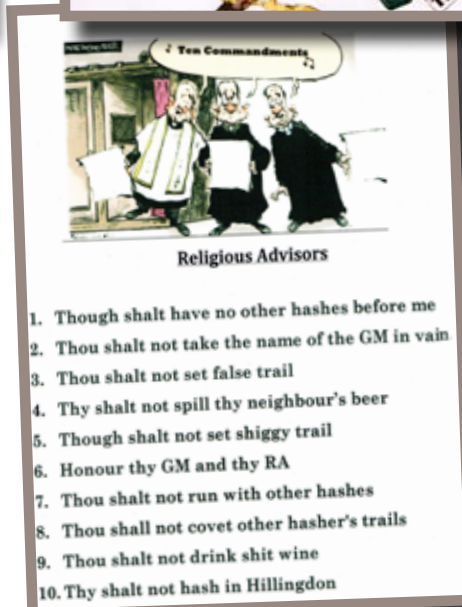 Ten Commandments
Religious Advisors
1. Though shalt have no other hashes before me
2. Thou shalt not take the name of the GM in vain
3. Thou shalt not set false trail
4. Thy shalt not spill thy neighbour's beer
5. Though shalt not set shiggy trail
6. Honour thy GM and thy RA
7. Thou shalt not run with other hashes
8. Thou shall not covet other hasher's trails
9. Thou shalt not drink shit wine
10. Thy shalt not hash in Hillingdon